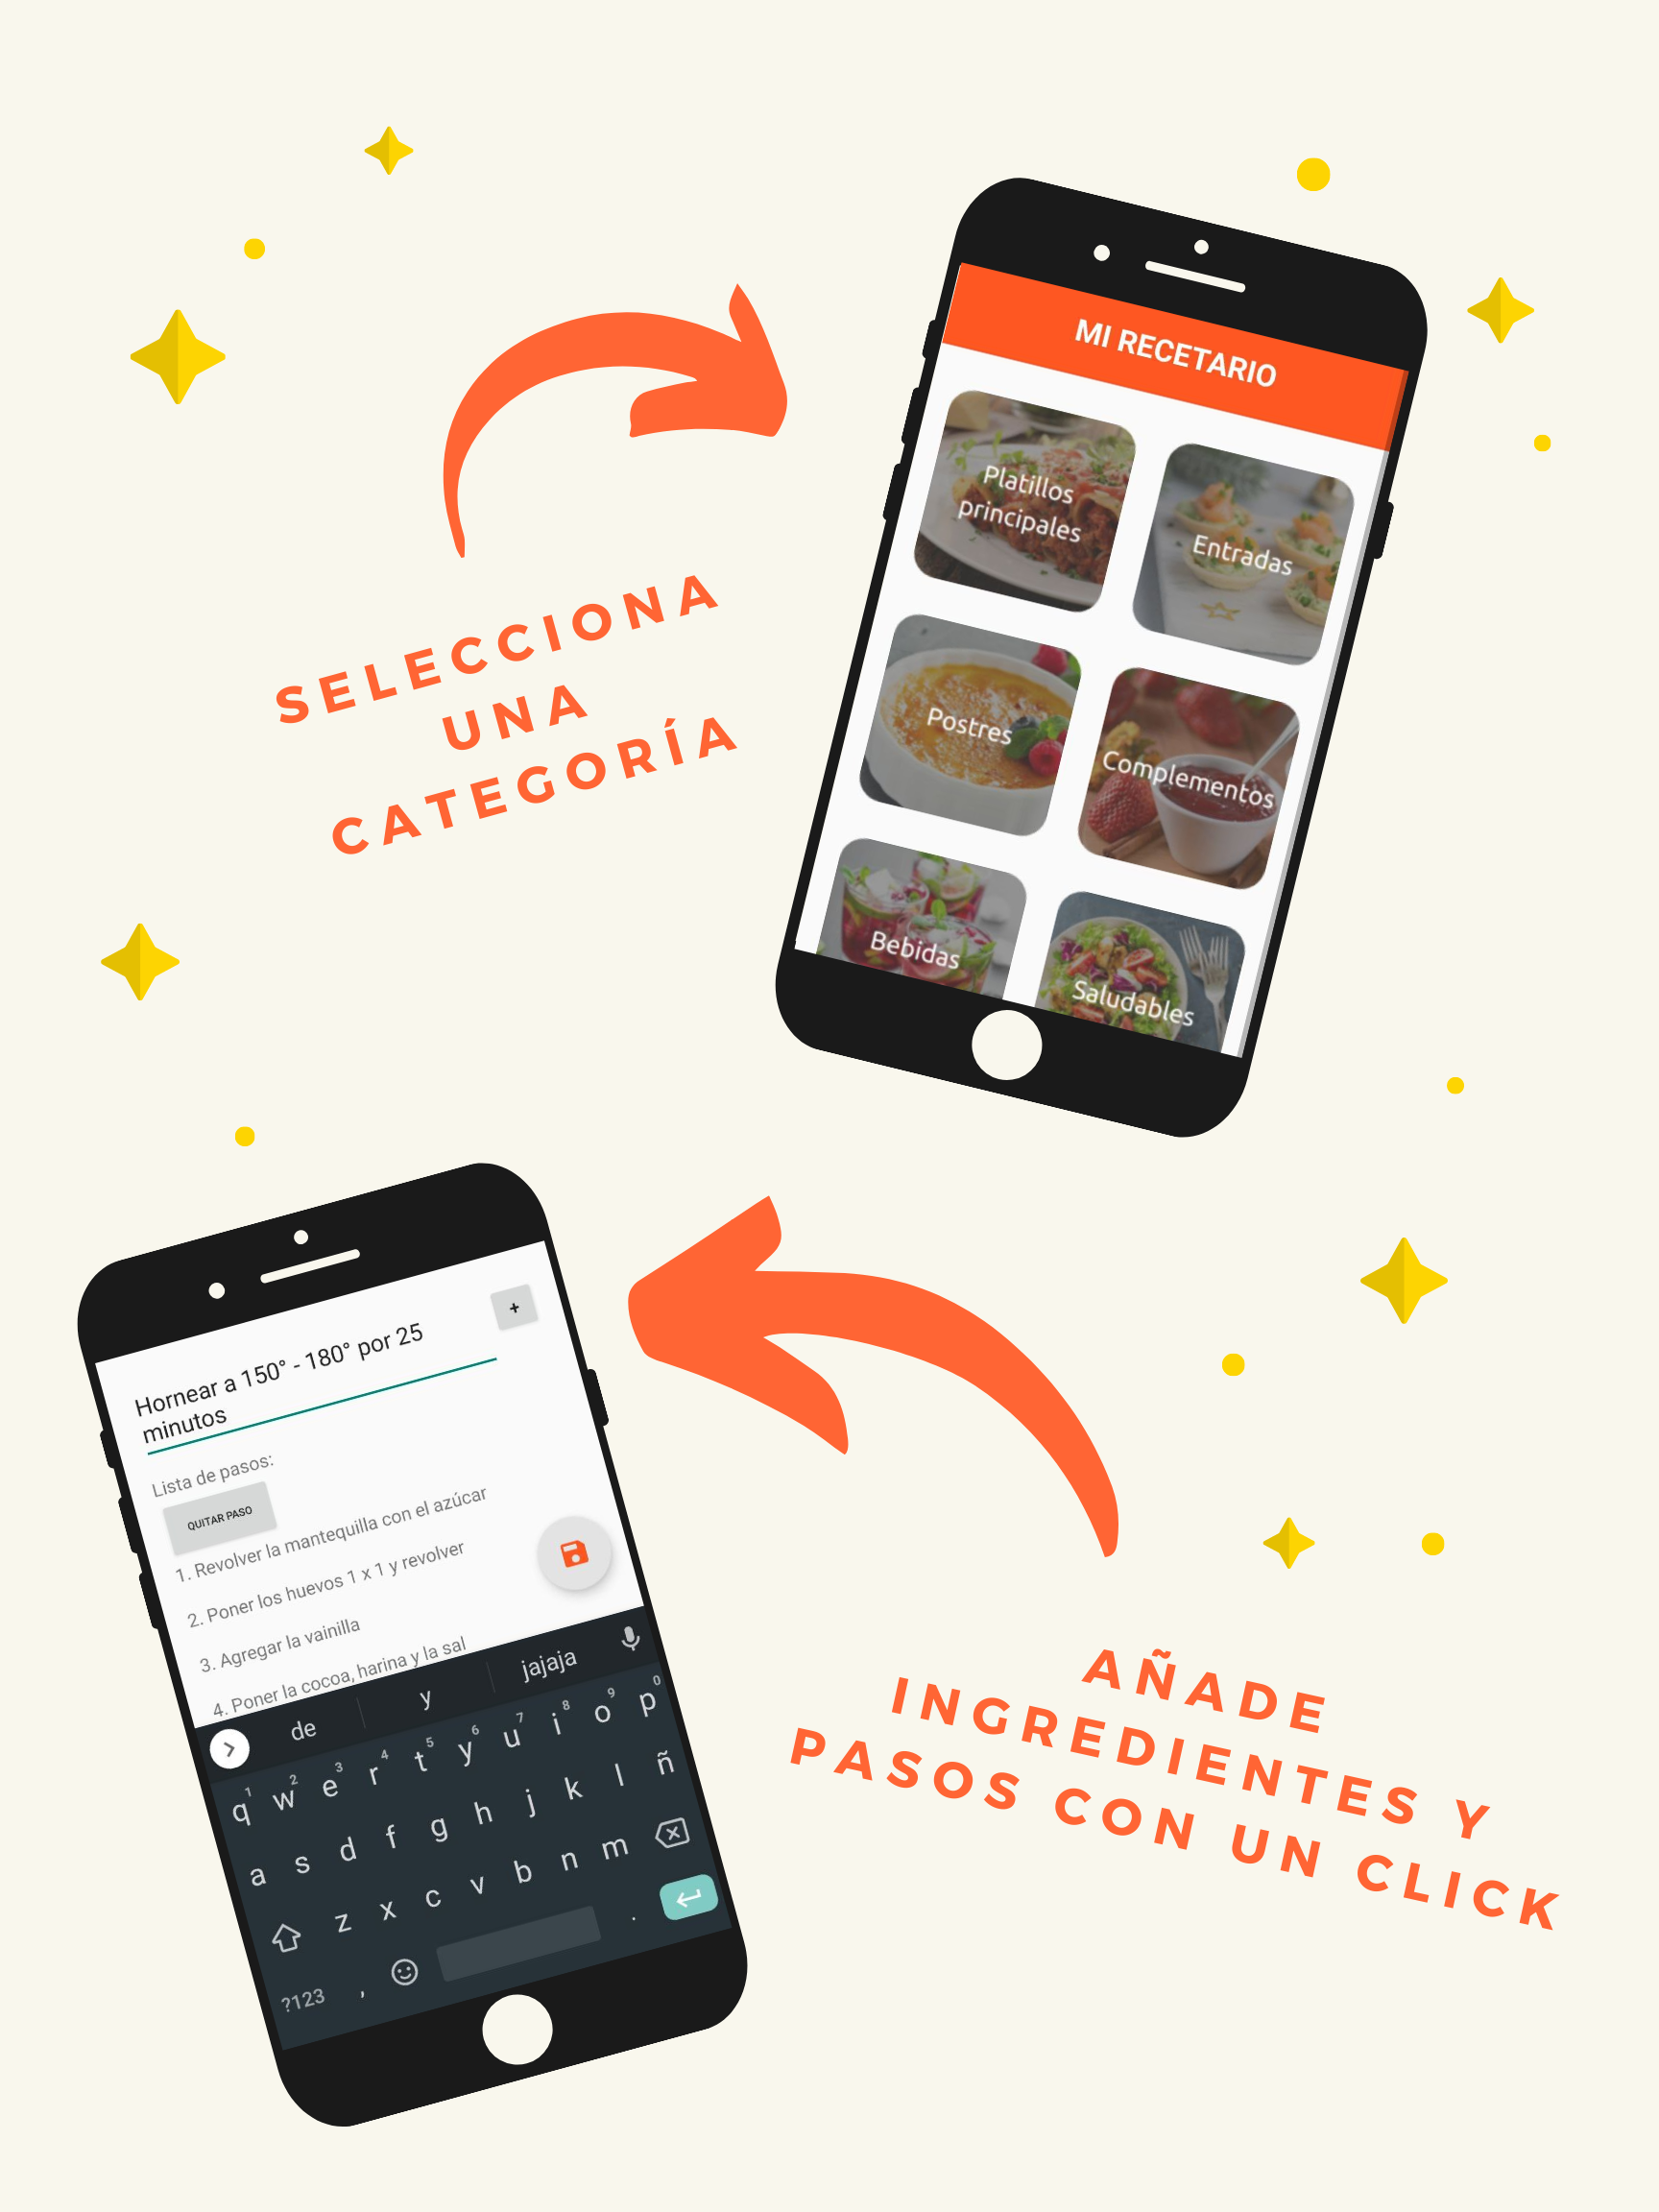 MI RECETARIO
Platillos
principales
Entradas
Postres
Complementos
Bebidas
Saludables
SELECCIONA
UNA
CATEGORÍA
+
Hornear a 150° - 180° por 25
minutos
Lista de pasos:
QUITAR PASO
1. Revolver la mantequilla con el azúcar
2. Poner los huevos 1 x 1 y revolver
3. Agregar la vainilla
4. Poner la cocoa, harina y la sal
de y jajaja
1 2 3 4 5 6 7 8 9 0
q w e r t y u i o p
a s d f g h j k l ñ
z x c v b n m
?123 , .
AÑADE
INGREDIENTES Y
PASOS CON UN CLICK